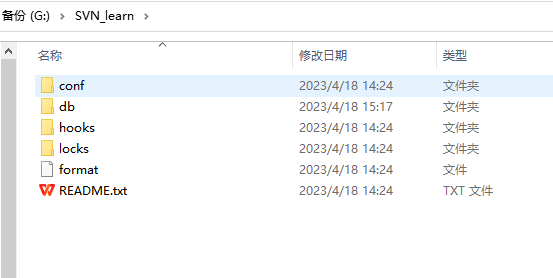 备份 (G:) > SVN_learn >
名称 修改日期 类型
conf 2023/4/18 14:24 文件夹
db 2023/4/18 15:17 文件夹
hooks 2023/4/18 14:24 文件夹
locks 2023/4/18 14:24 文件夹
format 2023/4/18 14:24 文件
README.txt 2023/4/18 14:24 TXT 文件